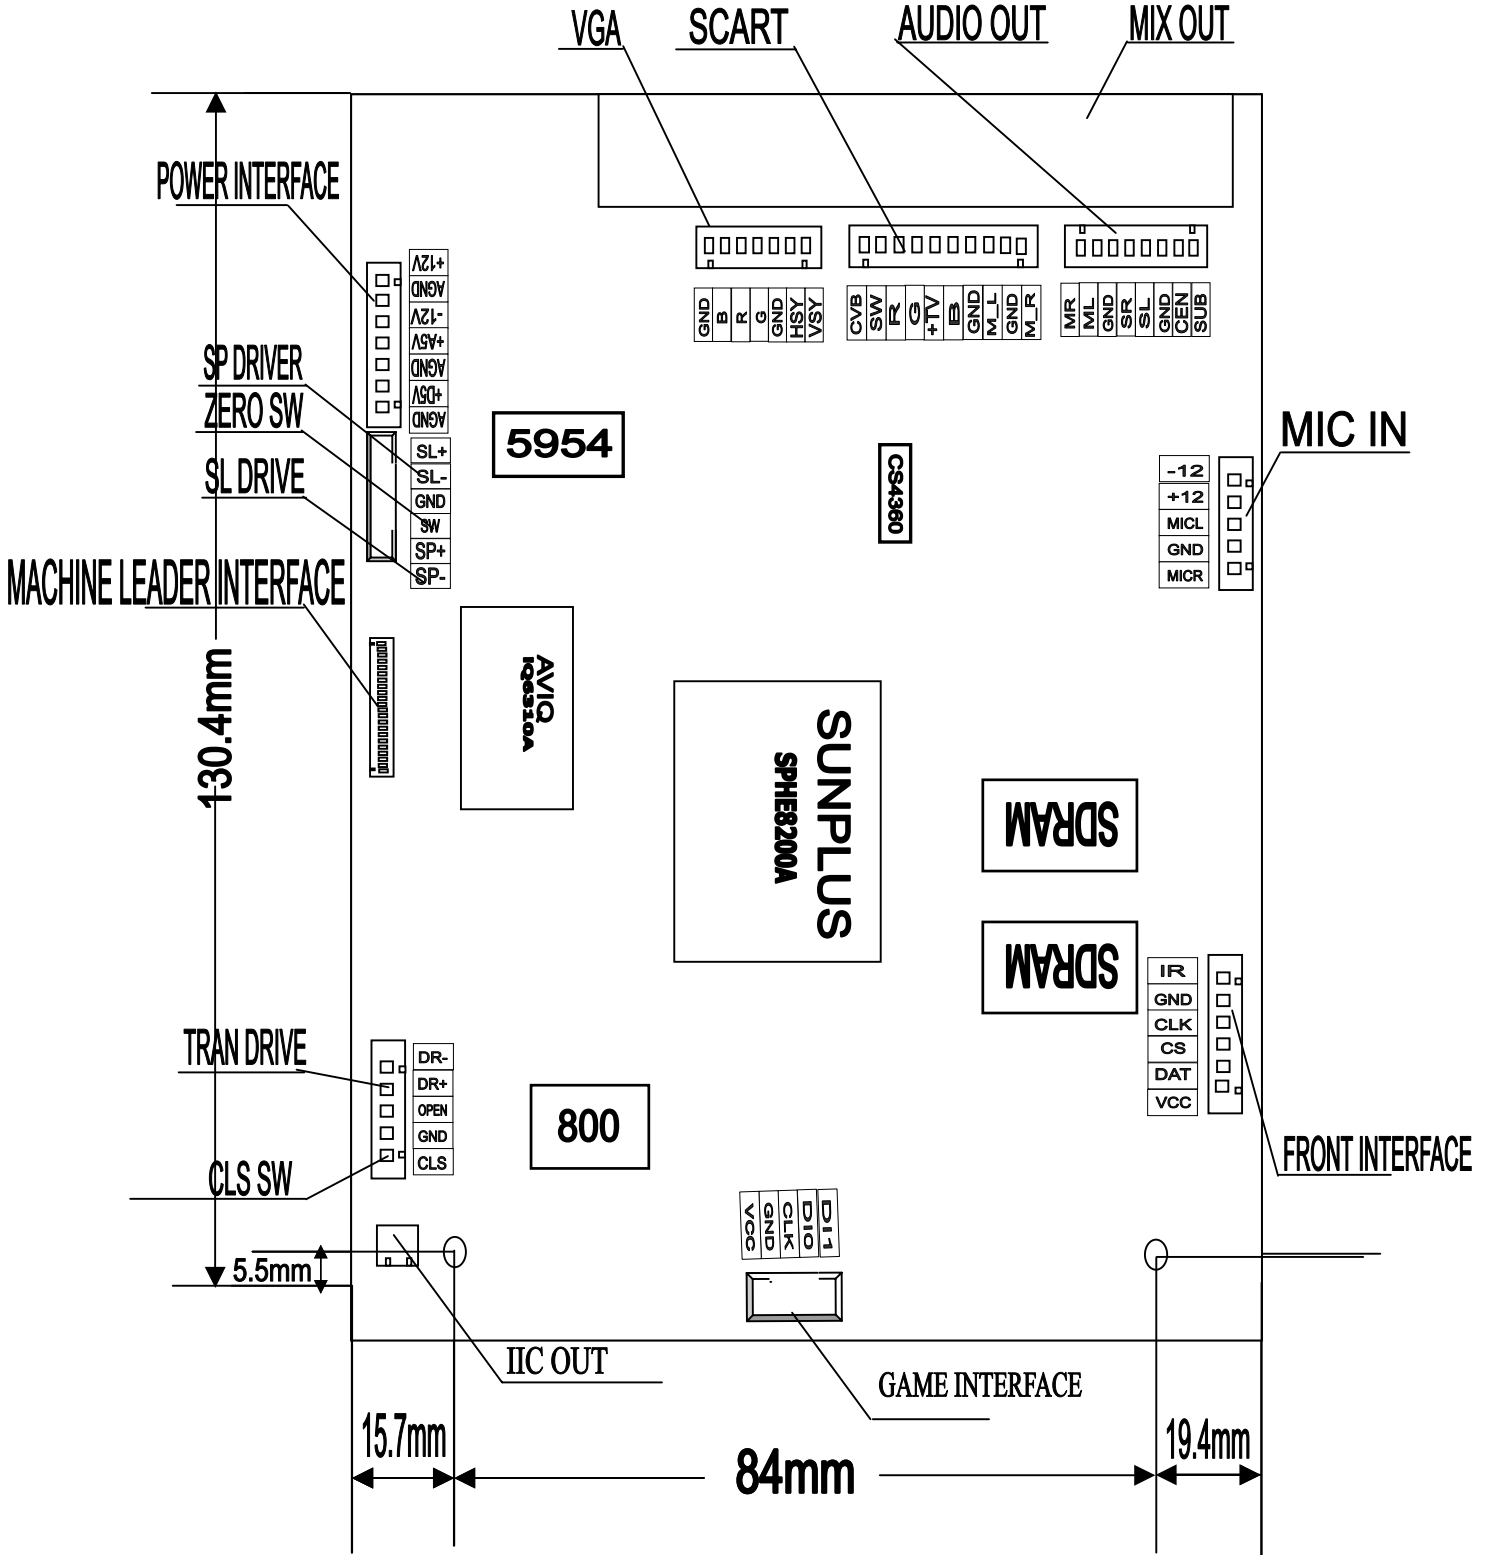 VGA
SCART
AUDIO OUT
MIX OUT
POWER INTERFACE
+12V
AGND
-12V
+A5V
AGND
+D5V
AGND
GND
B
R
G
GND
HSY
VSY
CVB
SW
R
G
+TV
B
GND
M_L
GND
M_R
MR
ML
GND
SR
SL
GND
CEN
SUB
SP DRIVER
ZERO SW
SL DRIVE
MACHINE LEADER INTERFACE
SL+
SL-
GND
SW
SP+
SP-
5954
CS4360
MIC IN
-12
+12
MICL
GND
MICR
130.4mm
AVIQ
IQ6310A
SUNPLUS
SPHE8200A
SDRAM
SDRAM
IR
GND
CLK
CS
DAT
VCC
FRONT INTERFACE
TRAN DRIVE
CLS SW
DR-
DR+
OPEN
GND
CLS
800
VCC
GND
CLK
DI0
DI1
5.5mm
IIC OUT
GAME INTERFACE
15.7mm
84mm
19.4mm